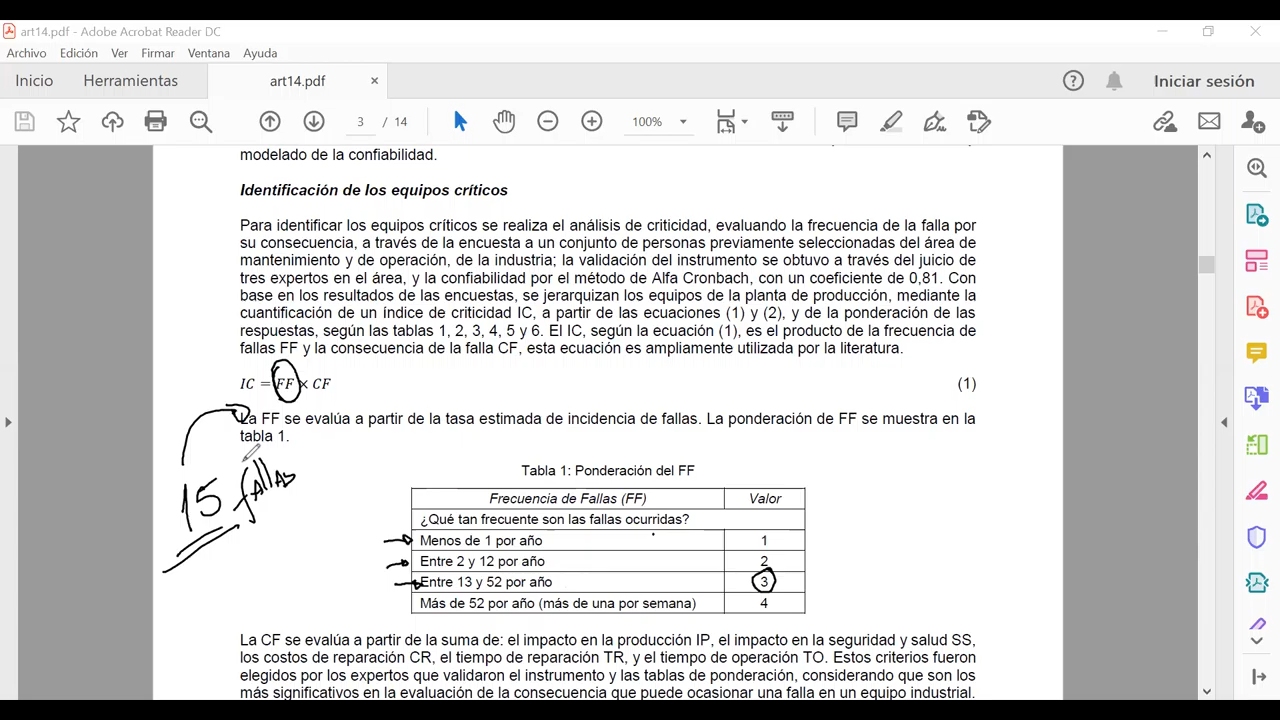 art14.pdf - Adobe Acrobat Reader DC
Archivo Edición Ver Firmar Ventana Ayuda
Inicio Herramientas art14.pdf × Iniciar sesión
3 / 14 100%
modelado de la confiabilidad.
Identificación de los equipos críticos
Para identificar los equipos críticos se realiza el análisis de criticidad, evaluando la frecuencia de la falla por
su consecuencia, a través de la encuesta a un conjunto de personas previamente seleccionadas del área de
mantenimiento y de operación, de la industria; la validación del instrumento se obtuvo a través del juicio de
tres expertos en el área, y la confiabilidad por el método de Alfa Cronbach, con un coeficiente de 0,81. Con
base en los resultados de las encuestas, se jerarquizan los equipos de la planta de producción, mediante la
cuantificación de un índice de criticidad IC, a partir de las ecuaciones (1) y (2), y de la ponderación de las
respuestas, según las tablas 1, 2, 3, 4, 5 y 6. El IC, según la ecuación (1), es el producto de la frecuencia de
fallas FF y la consecuencia de la falla CF, esta ecuación es ampliamente utilizada por la literatura.
IC = FF × CF (1)
La FF se evalúa a partir de la tasa estimada de incidencia de fallas. La ponderación de FF se muestra en la
tabla 1.
15 fallas
Tabla 1: Ponderación del FF
Frecuencia de Fallas (FF) Valor
¿Qué tan frecuente son las fallas ocurridas?
Menos de 1 por año 1
Entre 2 y 12 por año 2
Entre 13 y 52 por año 3
Más de 52 por año (más de una por semana) 4
La CF se evalúa a partir de la suma de: el impacto en la producción IP, el impacto en la seguridad y salud SS,
los costos de reparación CR, el tiempo de reparación TR, y el tiempo de operación TO. Estos criterios fueron
elegidos por los expertos que validaron el instrumento y las tablas de ponderación, considerando que son los
más significativos en la evaluación de la consecuencia que puede ocasionar una falla en un equipo industrial.